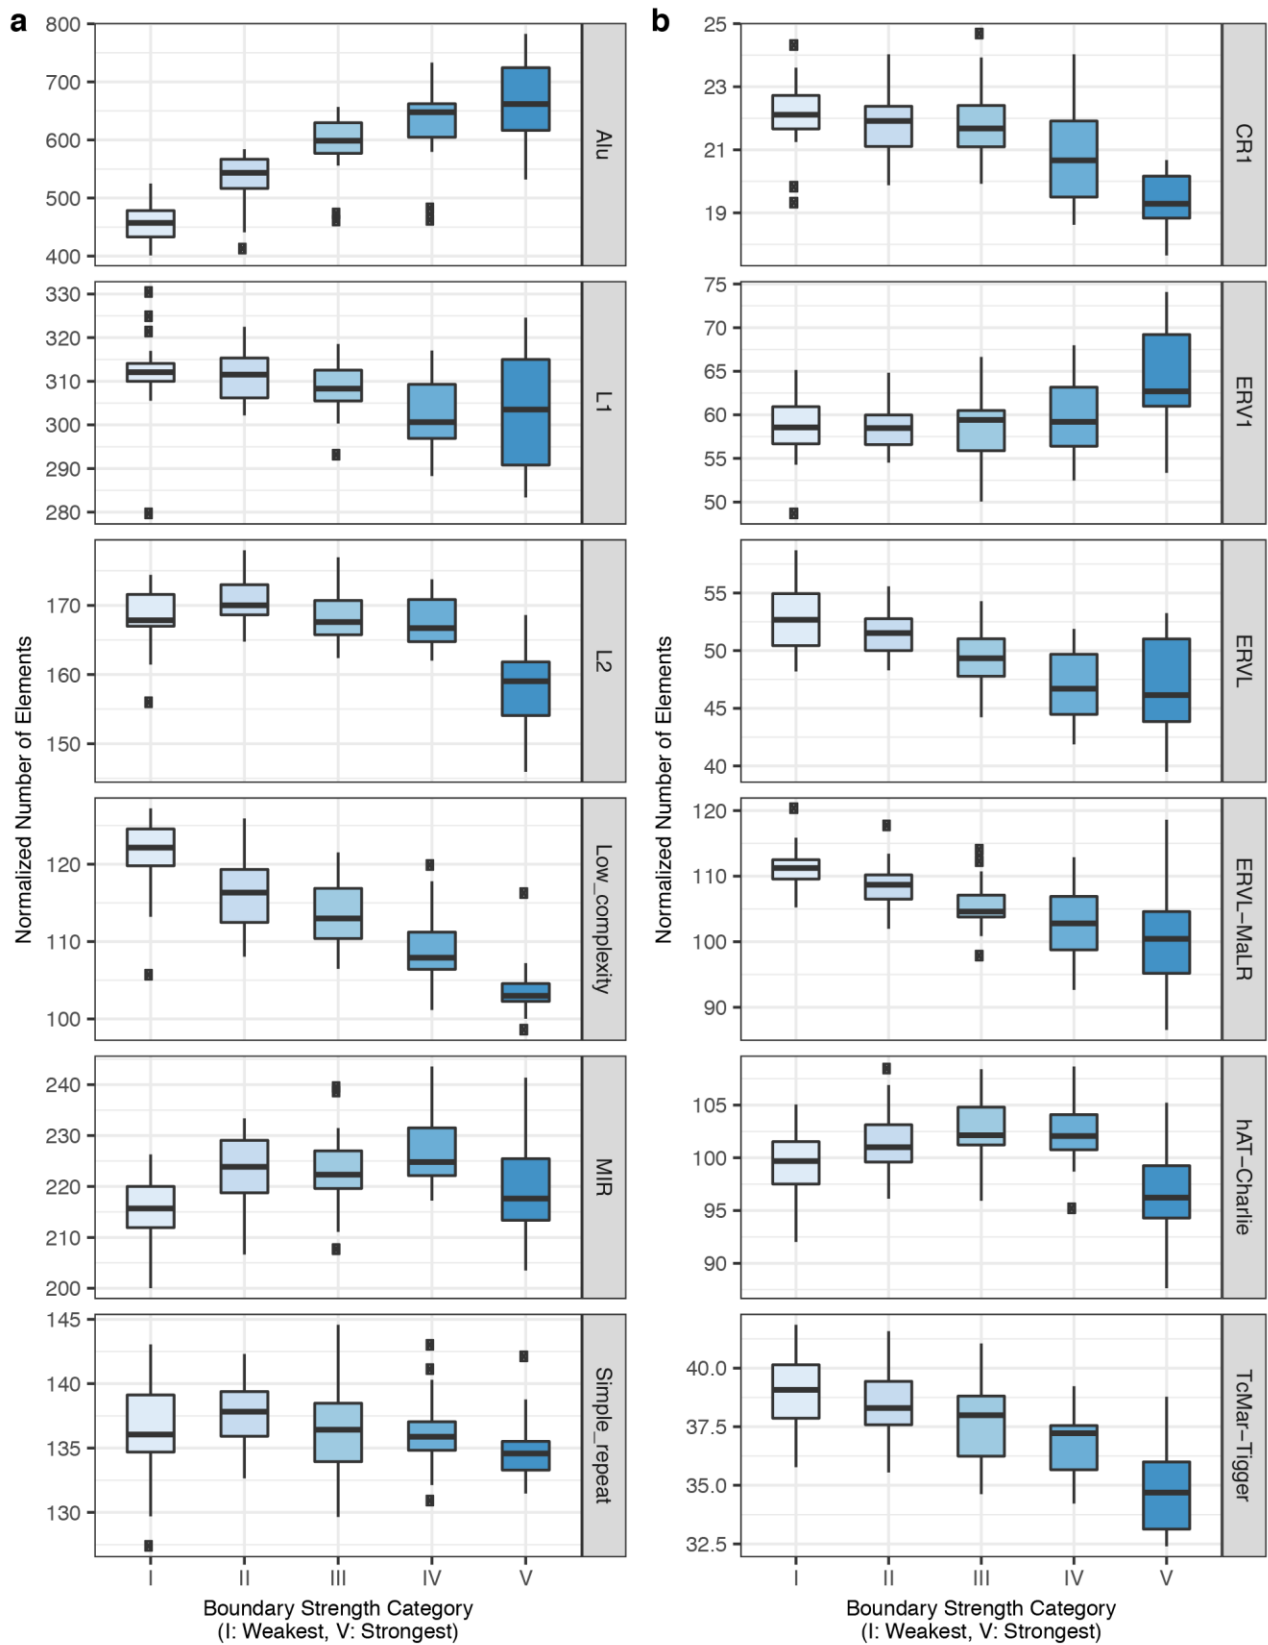 a
Normalized Number of Elements
800
700
600
500
400
Alu
330
320
310
300
290
280
L1
170
160
150
L2
120
110
100
Low_complexity
240
230
220
210
200
MIR
145
140
135
130
Simple_repeat
I II III IV V
Boundary Strength Category
(I: Weakest, V: Strongest)
b
Normalized Number of Elements
25
23
21
19
CR1
75
70
65
60
55
50
ERV1
55
50
45
40
ERVL
120
110
100
90
ERVL−MaLR
105
100
95
90
hAT−Charlie
40.0
37.5
35.0
32.5
TcMar−Tigger
I II III IV V
Boundary Strength Category
(I: Weakest, V: Strongest)